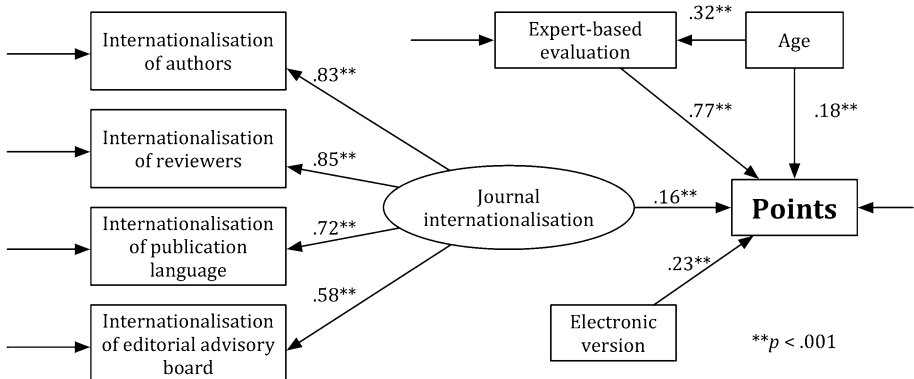 Internationalisation
of authors
.83**
Internationalisation
of reviewers
.85**
Internationalisation
of publication
language
.72**
Internationalisation
of editorial advisory
board
.58**
Journal
internationalisation
.16**
Expert-based
evaluation
.32**
Age
.77**
.18**
Points
.23**
Electronic
version
**p < .001